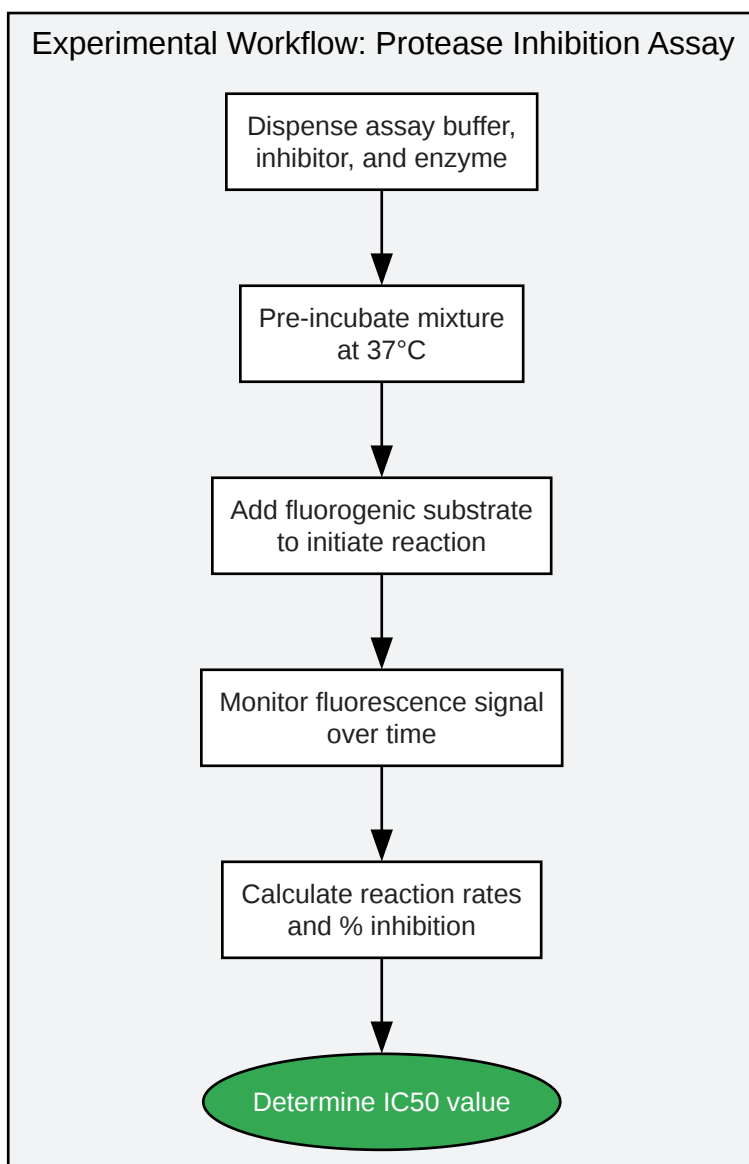 Experimental Workflow: Protease Inhibition Assay
Dispense assay buffer,
inhibitor, and enzyme
Pre-incubate mixture
at 37°C
Add fluorogenic substrate
to initiate reaction
Monitor fluorescence signal
over time
Calculate reaction rates
and % inhibition
Determine IC50 value